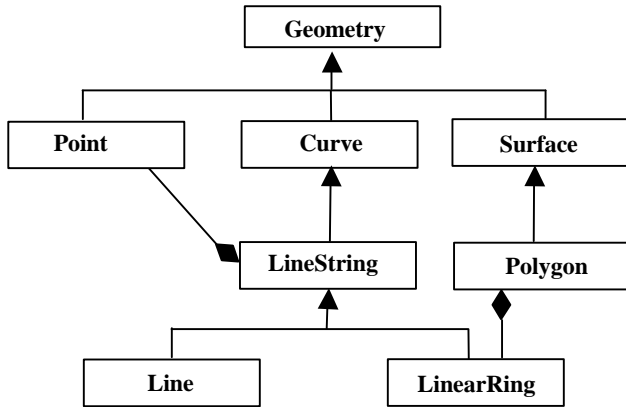 Geometry
Point
Curve
Surface
LineString
Polygon
Line
LinearRing